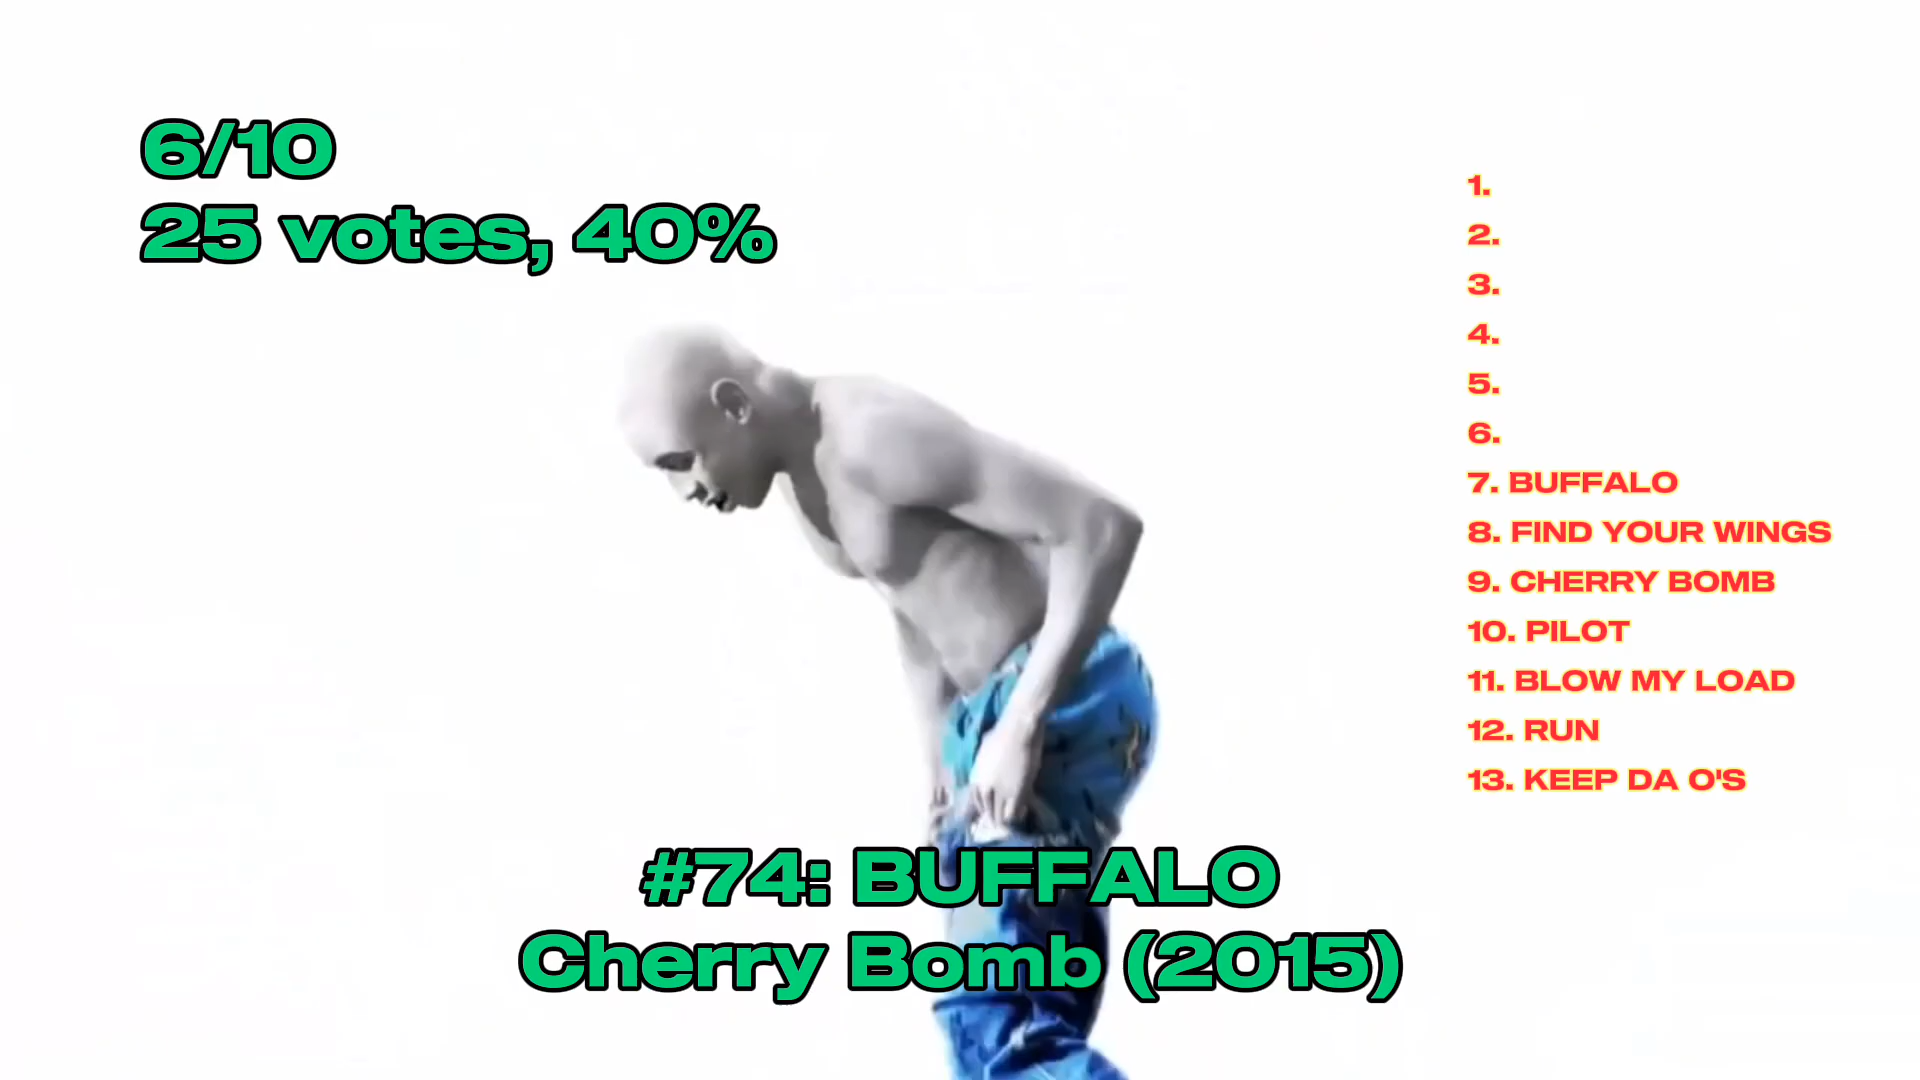 6/10
25 votes, 40%
1.
2.
3.
4.
5.
6.
7. BUFFALO
8. FIND YOUR WINGS
9. CHERRY BOMB
10. PILOT
11. BLOW MY LOAD
12. RUN
13. KEEP DA O'S
#74: BUFFALO
Cherry Bomb (2015)